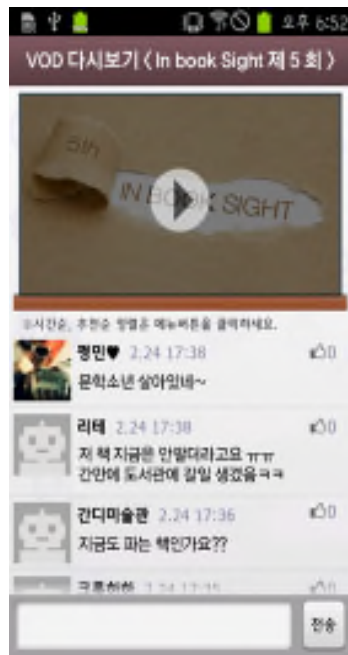 오후 6:52
VOD 다시보기 < In book Sight 제 5 회 >
5th
IN BOOK SIGHT
※시간순, 추천순 정렬은 메뉴버튼을 클릭하세요.
평민♥ 2.24 17:38 0
문학소년 살아있네~
리테 2.24 17:38 0
저 책 지금은 안팔더라고요 ㅠㅠ
간만에 도서관에 갈일 생겼음ㅋㅋ
간디미술관 2.24 17:36 0
지금도 파는 책인가요??
전송